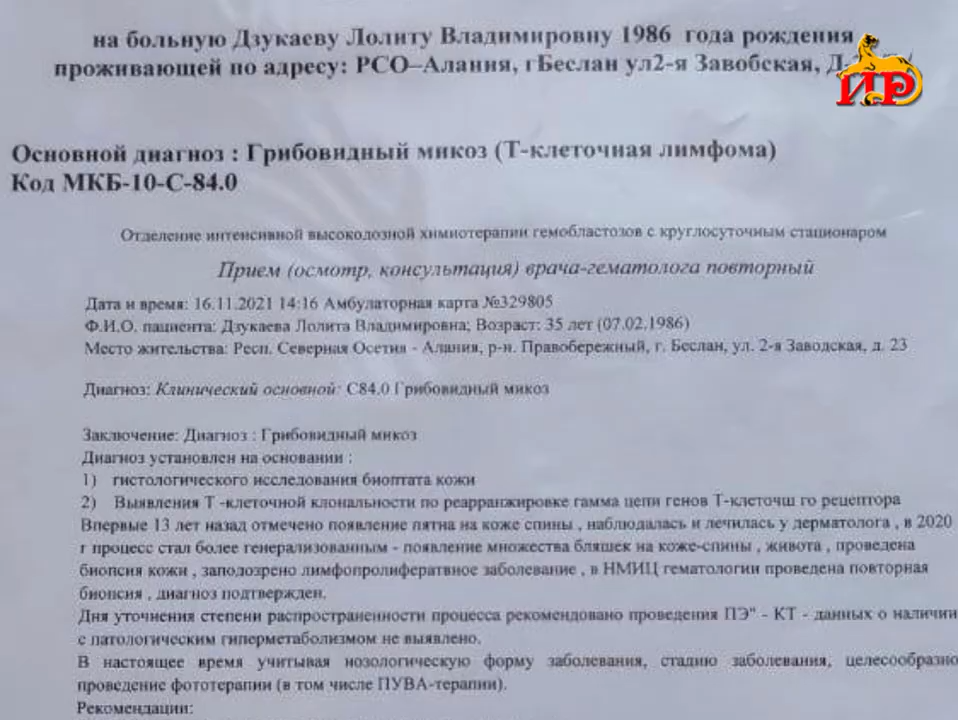 на больную Дзукаеву Лолиту Владимировну 1986 года рождения
проживающей по адресу: РСО–Алания, гБеслан ул2-я Завобская, Д-
ИР
Основной диагноз : Грибовидный микоз (Т-клеточная лимфома)
Код МКБ-10-С-84.0
Отделение интенсивной высокодозной химиотерапии гемобластозов с круглосуточным стационаром
Прием (осмотр, консультация) врача-гематолога повторный
Дата и время: 16.11.2021 14:16 Амбулаторная карта №329805
Ф.И.О. пациента: Дзукаева Лолита Владимировна; Возраст: 35 лет (07.02.1986)
Место жительства: Респ. Северная Осетия - Алания, р-н. Правобережный, г. Беслан, ул. 2-я Заводская, д. 23
Диагноз: Клинический основной: С84.0 Грибовидный микоз
Заключение: Диагноз : Грибовидный микоз
Диагноз установлен на основании :
1) гистологического исследования биоптата кожи
2) Выявления Т -клеточной клональности по реарранжировке гамма цепи генов Т-клеточш го рецептора
Впервые 13 лет назад отмечено появление пятна на коже спины , наблюдалась и лечилась у дерматолога , в 2020
г процесс стал более генерализованным - появление множества бляшек на коже-спины , живота , проведена
биопсия кожи , заподозрено лимфопролифератвное заболевание , в НМИЦ гематологии проведена повторная
биопсия , диагноз подтвержден.
Дня уточнения степени распространенности процесса рекомендовано проведения ПЭ" - КТ - данных о наличии
с патологическим гиперметаболизмом не выявлено.
В настоящее время учитывая нозологическую форму заболевания, стадию заболевания, целесообразно
проведение фототерапии (в том числе ПУВА-терапии).
Рекомендации: